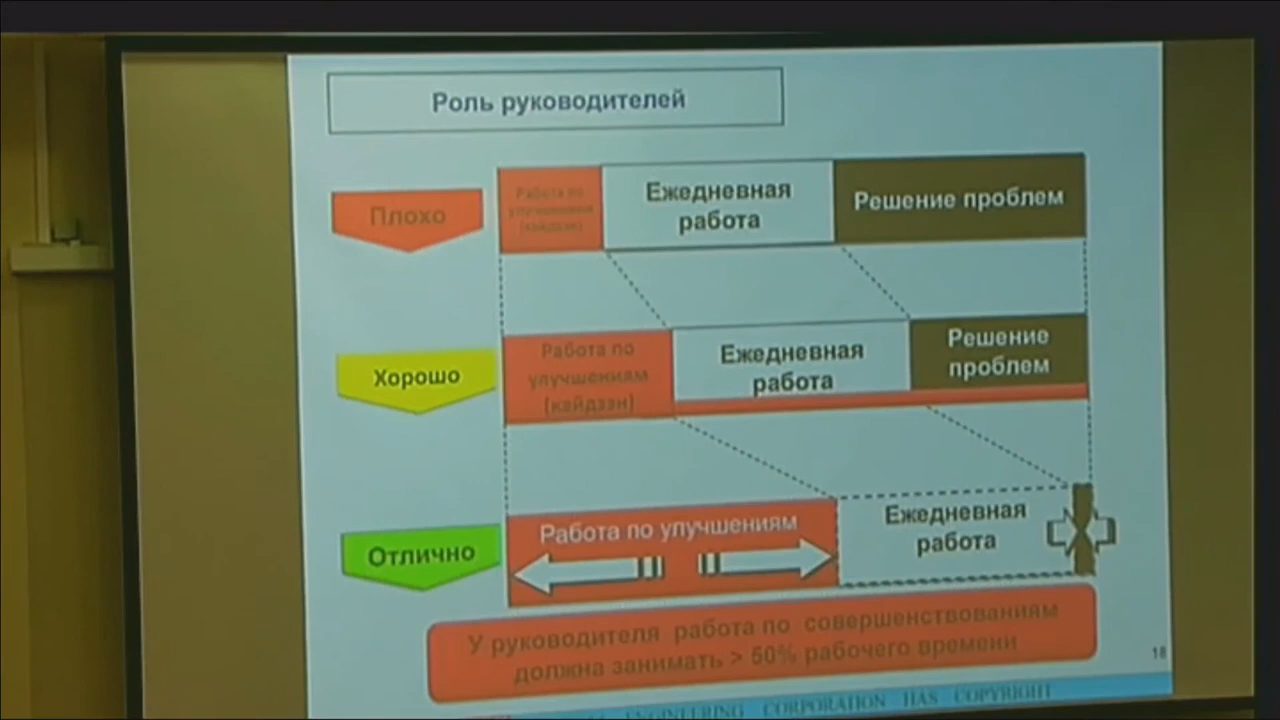 Роль руководителей
Плохо
Работа по
улучшениям
(кайдзен)
Ежедневная
работа
Решение проблем
Хорошо
Работа по
улучшениям
(кайдзан)
Ежедневная
работа
Решение
проблем
Отлично
Работа по улучшениям
Ежедневная
работа
У руководителя работа по совершенствованиям
должна занимать > 50% рабочего времени
18
ENGINEERING CORPORATION HAS COPYRIGHT